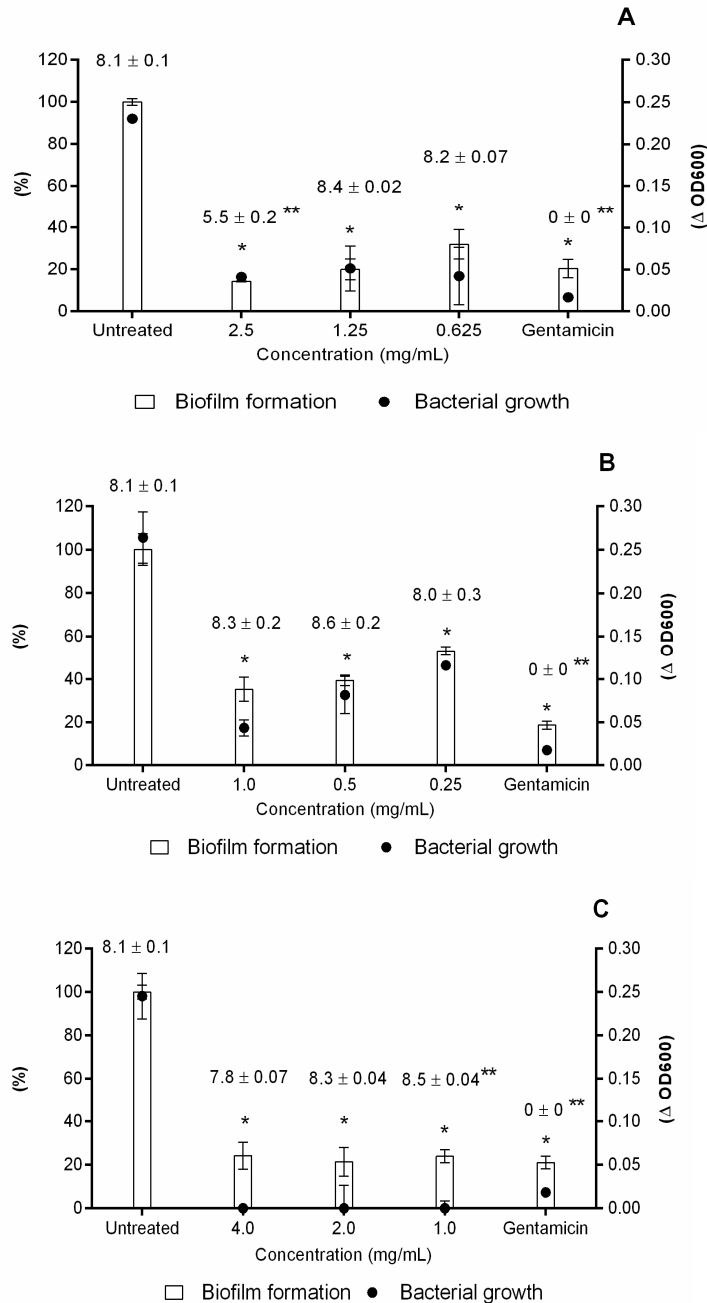 A
120 8.1 ± 0.1 0.30
100 0.25
80 8.2 ± 0.07 0.20
(%) 60 8.4 ± 0.02 0.15 (Δ OD600)
40 5.5 ± 0.2 ** * * 0 ± 0 ** 0.10
20 * * 0.05
0 0.00
Untreated 2.5 1.25 0.625 Gentamicin
Concentration (mg/mL)
Biofilm formation Bacterial growth
B
8.1 ± 0.1
120 0.30
100 0.25
80 8.0 ± 0.3 0.20
(%) 60 8.3 ± 0.2 8.6 ± 0.2 * 0.15 (Δ OD600)
40 * * 0 ± 0 ** 0.10
20 * 0.05
0 0.00
Untreated 1.0 0.5 0.25 Gentamicin
Concentration (mg/mL)
Biofilm formation Bacterial growth
C
120 8.1 ± 0.1 0.30
100 0.25
80 0.20
(%) 60 7.8 ± 0.07 8.3 ± 0.04 8.5 ± 0.04 ** 0.15 (Δ OD600)
40 * * * 0 ± 0 ** 0.10
20 * 0.05
0 0.00
Untreated 4.0 2.0 1.0 Gentamicin
Concentration (mg/mL)
Biofilm formation Bacterial growth